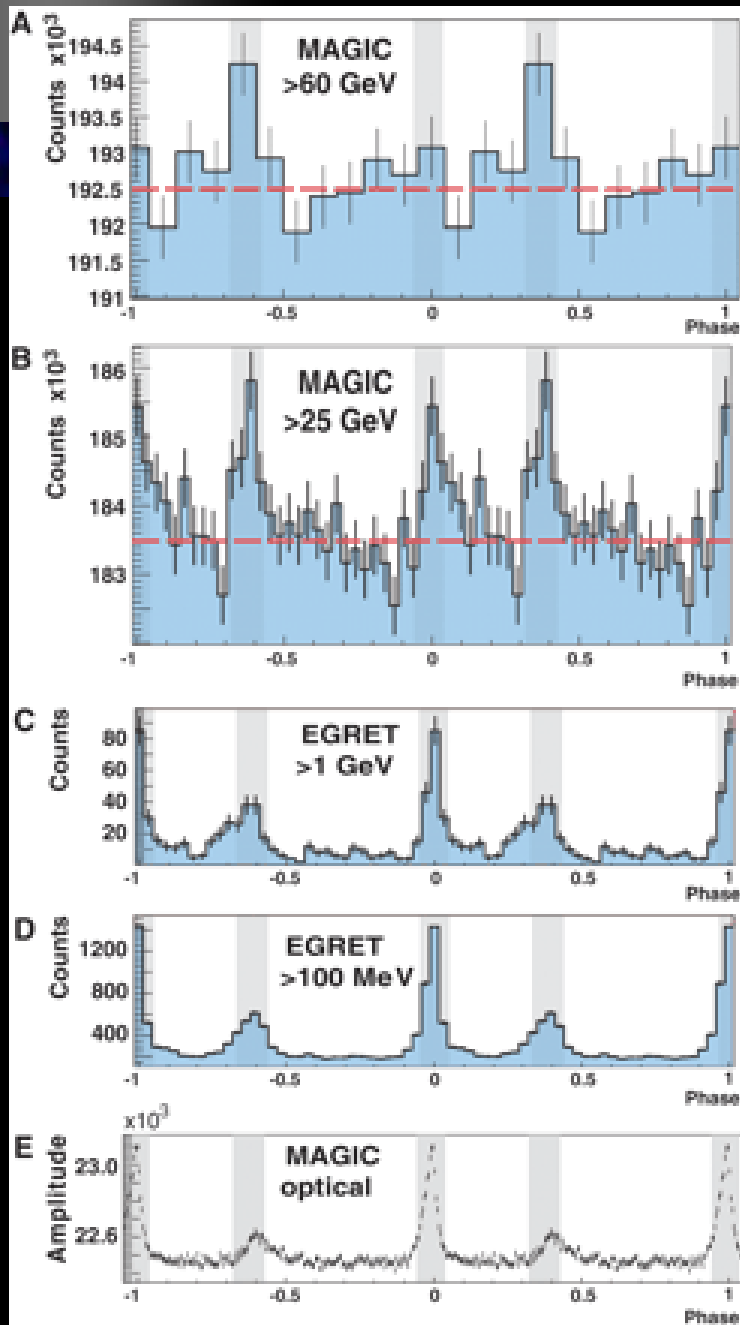 A
Counts x10³
MAGIC
>60 GeV
194.5
194
193.5
193
192.5
192
191.5
191
-1 -0.5 0 0.5 1
Phase
B
Counts x10³
MAGIC
>25 GeV
186
185
184
183
-1 -0.5 0 0.5 1
Phase
C
Counts
EGRET
>1 GeV
80
60
40
20
-1 -0.5 0 0.5 1
Phase
D
Counts
EGRET
>100 MeV
1200
800
400
-1 -0.5 0 0.5 1
Phase
x10³
E
Amplitude
MAGIC
optical
23.0
22.6
-1 -0.5 0 0.5 1
Phase